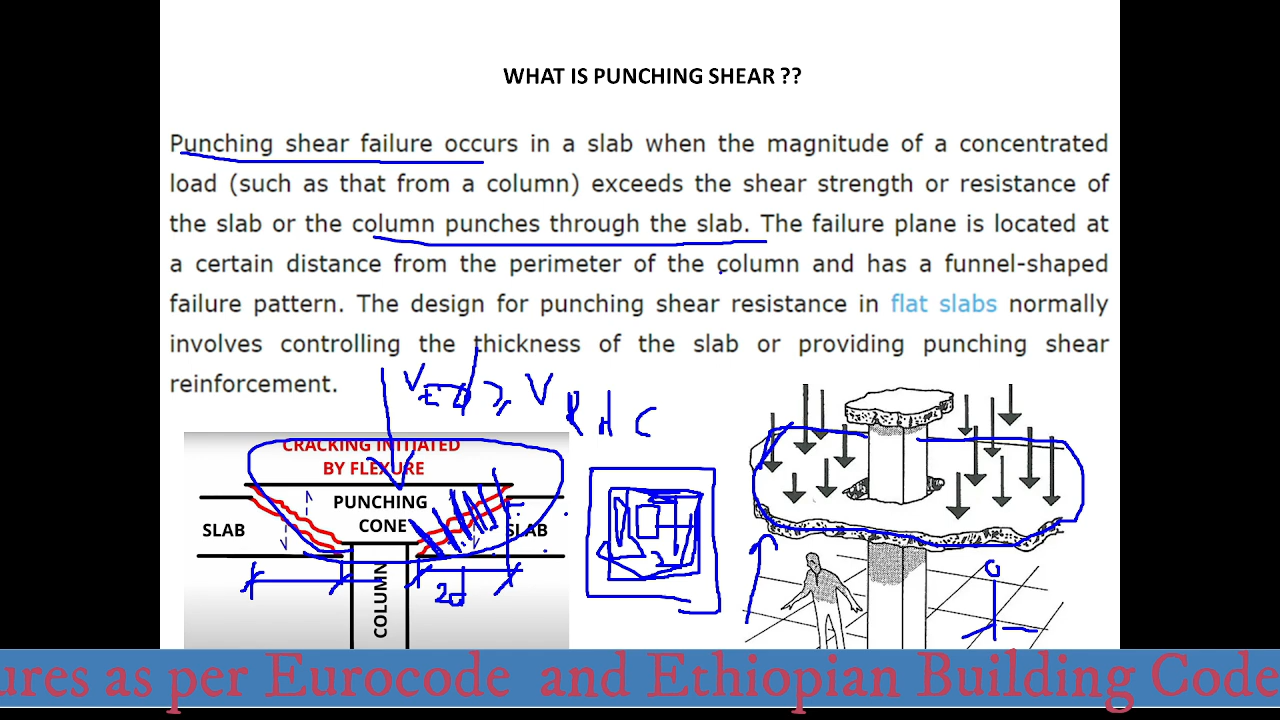 WHAT IS PUNCHING SHEAR ??
Punching shear failure occurs in a slab when the magnitude of a concentrated
load (such as that from a column) exceeds the shear strength or resistance of
the slab or the column punches through the slab. The failure plane is located at
a certain distance from the perimeter of the column and has a funnel-shaped
failure pattern. The design for punching shear resistance in flat slabs normally
involves controlling the thickness of the slab or providing punching shear
reinforcement.
CRACKING INITIATED
BY FLEXURE
PUNCHING
CONE
SLAB
SLAB
COLUMN
2d
ures as per Eurocode and Ethiopian Building Code